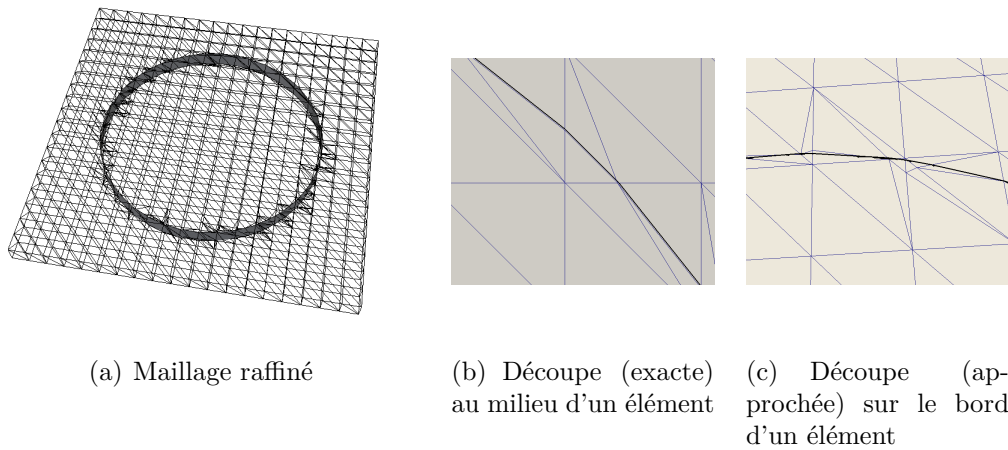 (a) Maillage raffiné
(b) Découpe (exacte)
au milieu d'un élément
(c) Découpe (ap-
prochée) sur le bord
d'un élément